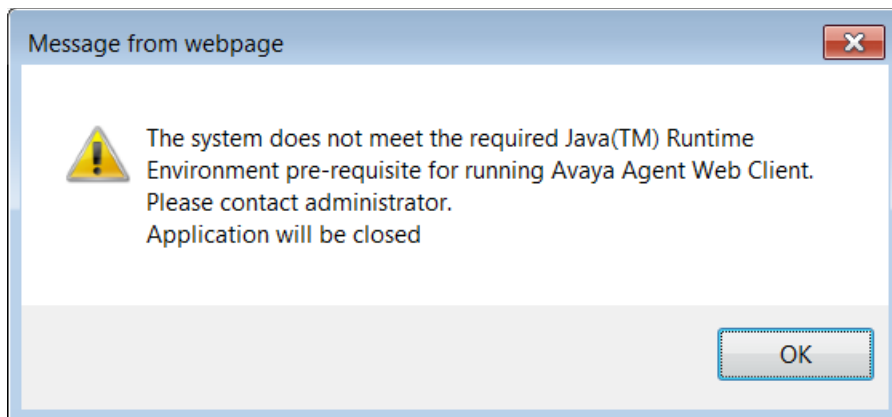 Message from webpage
The system does not meet the required Java(TM) Runtime
Environment pre-requisite for running Avaya Agent Web Client.
Please contact administrator.
Application will be closed
OK